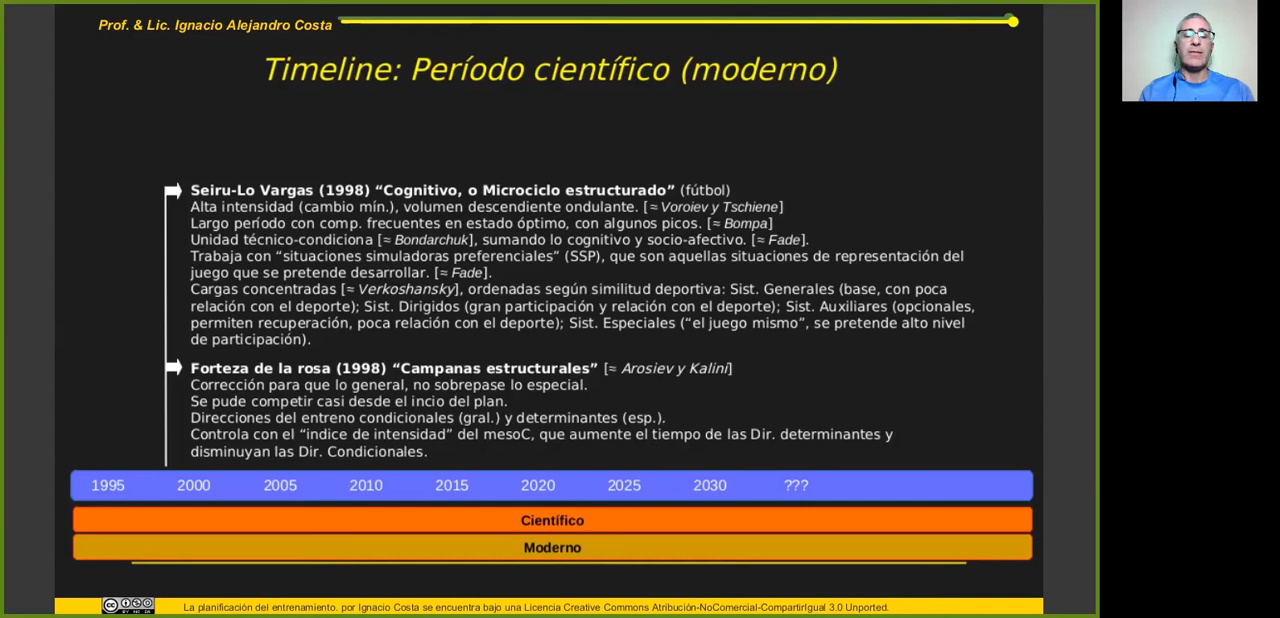 Prof. & Lic. Ignacio Alejandro Costa
Timeline: Período científico (moderno)
Seiru-Lo Vargas (1998) “Cognitivo, o Microciclo estructurado” (fútbol)
Alta intensidad (cambio mín.), volumen descendiente ondulante. [≈ Voroiev y Tschiene]
Largo período con comp. frecuentes en estado óptimo, con algunos picos. [≈ Bompa]
Unidad técnico-condiciona [≈ Bondarchuk], sumando lo cognitivo y socio-afectivo. [≈ Fade].
Trabaja con “situaciones simuladoras preferenciales” (SSP), que son aquellas situaciones de representación del
juego que se pretende desarrollar. [≈ Fade].
Cargas concentradas [≈ Verkoshansky], ordenadas según similitud deportiva: Sist. Generales (base, con poca
relación con el deporte); Sist. Dirigidos (gran participación y relación con el deporte); Sist. Auxiliares (opcionales,
permiten recuperación, poca relación con el deporte); Sist. Especiales (“el juego mismo”, se pretende alto nivel
de participación).
Forteza de la rosa (1998) “Campanas estructurales” [≈ Arosiev y Kalini]
Corrección para que lo general, no sobrepase lo especial.
Se pude competir casi desde el incio del plan.
Direcciones del entreno condicionales (gral.) y determinantes (esp.).
Controla con el “indice de intensidad” del mesoC, que aumente el tiempo de las Dir. determinantes y
disminuyan las Dir. Condicionales.
1995 2000 2005 2010 2015 2020 2025 2030 ???
Científico
Moderno
La planificación del entrenamiento. por Ignacio Costa se encuentra bajo una Licencia Creative Commons Atribución-NoComercial-CompartirIgual 3.0 Unported.